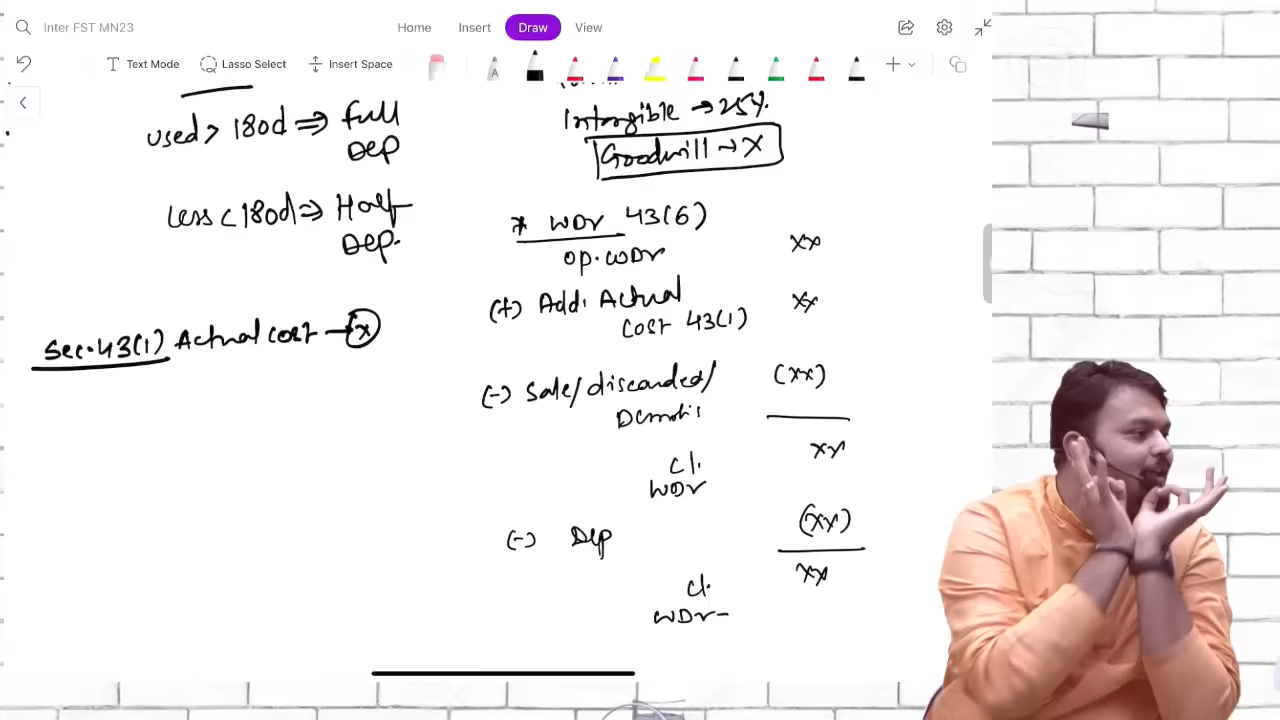 Inter FST MN23
Home
Insert
Draw
View
Text Mode
Lasso Select
Insert Space
used > 180d ⇒ full
Dep
less < 180d ⇒ Half
Dep.
Sec. 43(1) Actual cost → x
Intangible → 25%
Goodwill → X
* WDV 43(6)
op. WDV xx
(+) Add: Actual xx
cost 43(1)
(-) Sale/discarded/ (xx)
Demolis
xx
cl.
WDV
(-) Dep (xx)
xx
cl.
WDV-